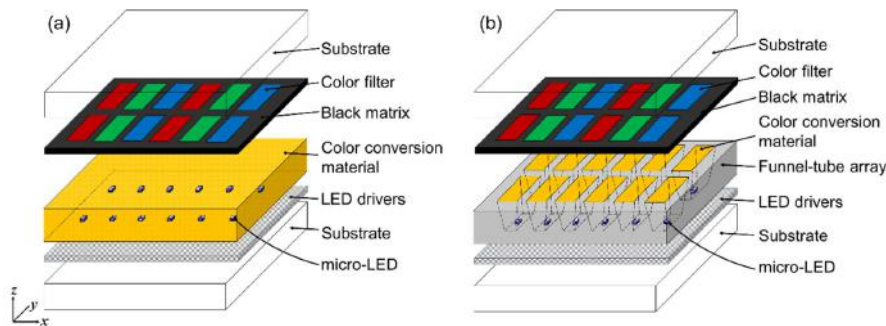 (a)
Substrate
Color filter
Black matrix
Color conversion
material
LED drivers
Substrate
micro-LED
z
y
x
(b)
Substrate
Color filter
Black matrix
Color conversion
material
Funnel-tube array
LED drivers
Substrate
micro-LED